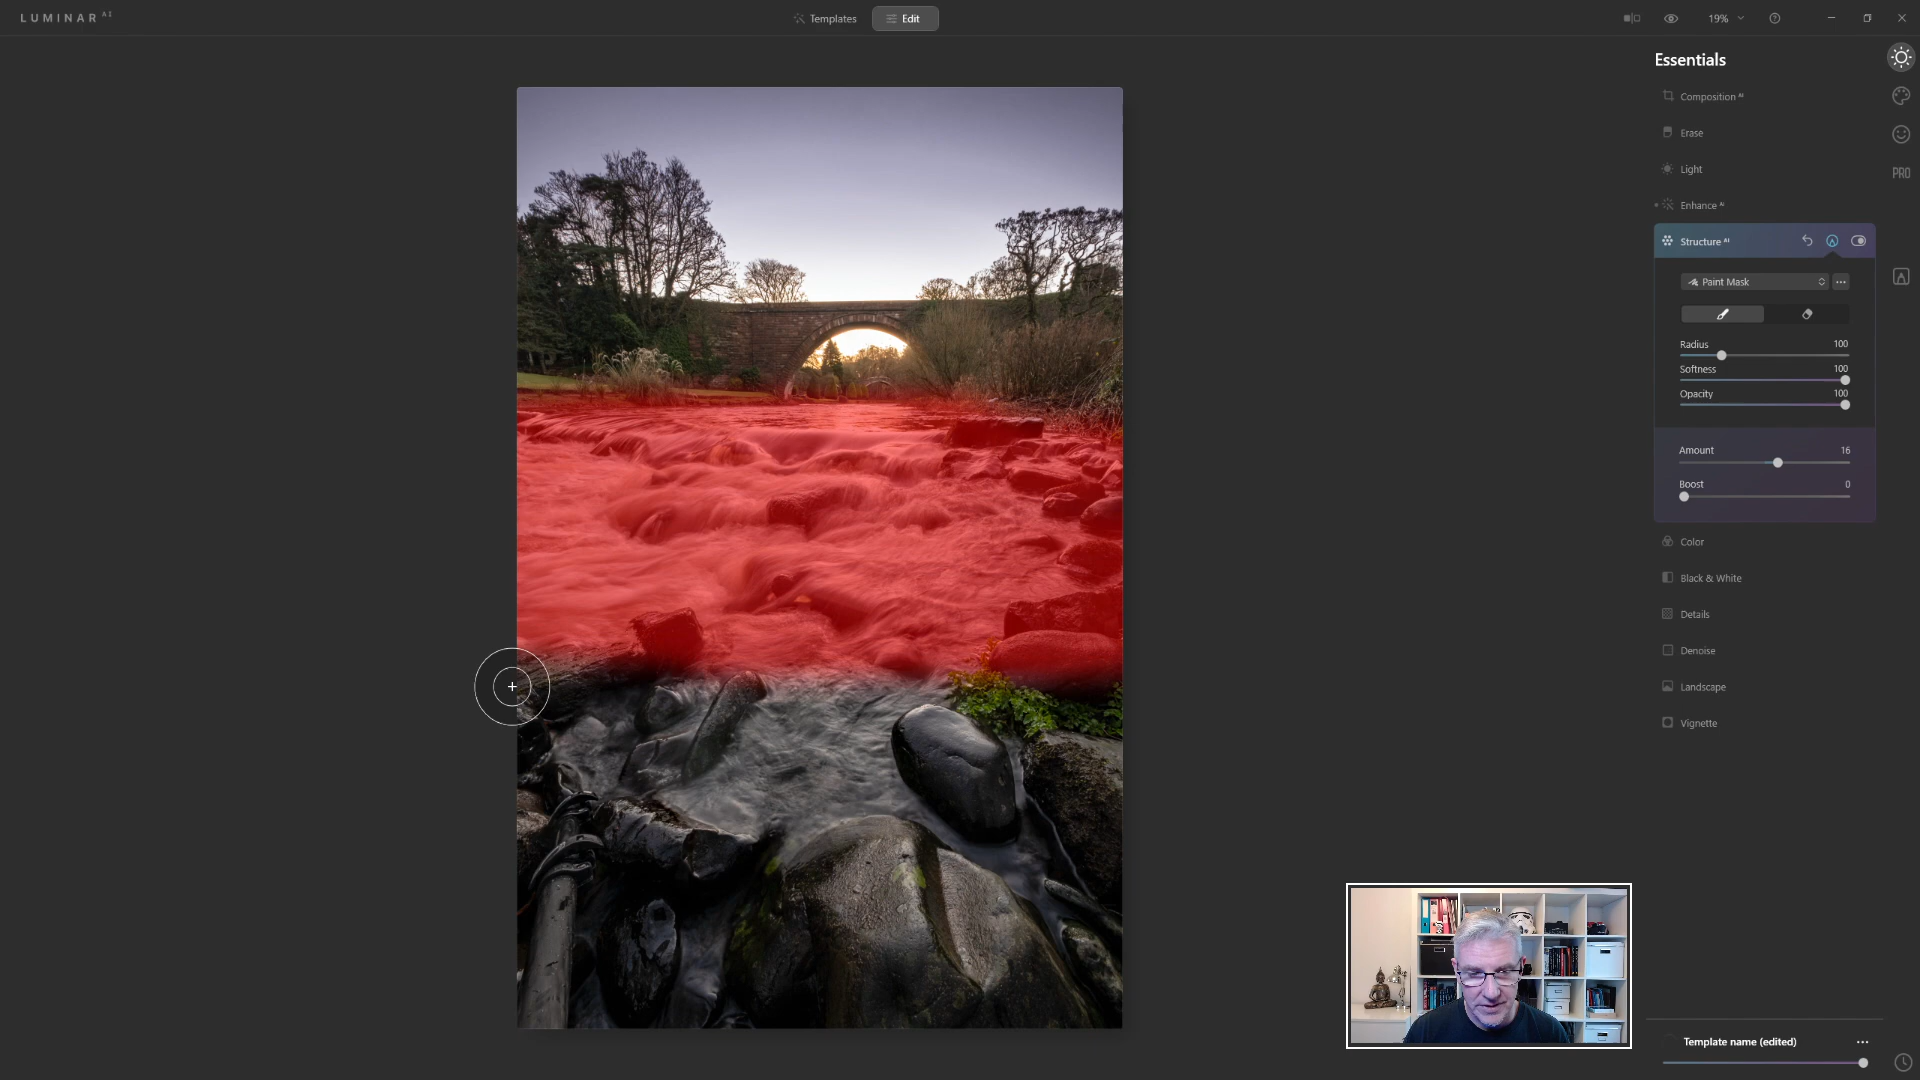 LUMINAR AI
Templates
Edit
19%
Essentials
Composition AI
Erase
Light
PRO
Enhance AI
Structure AI
Paint Mask
Radius 100
Softness 100
Opacity 100
Amount 16
Boost 0
Color
Black & White
Details
Denoise
Landscape
Vignette
Template name (edited)